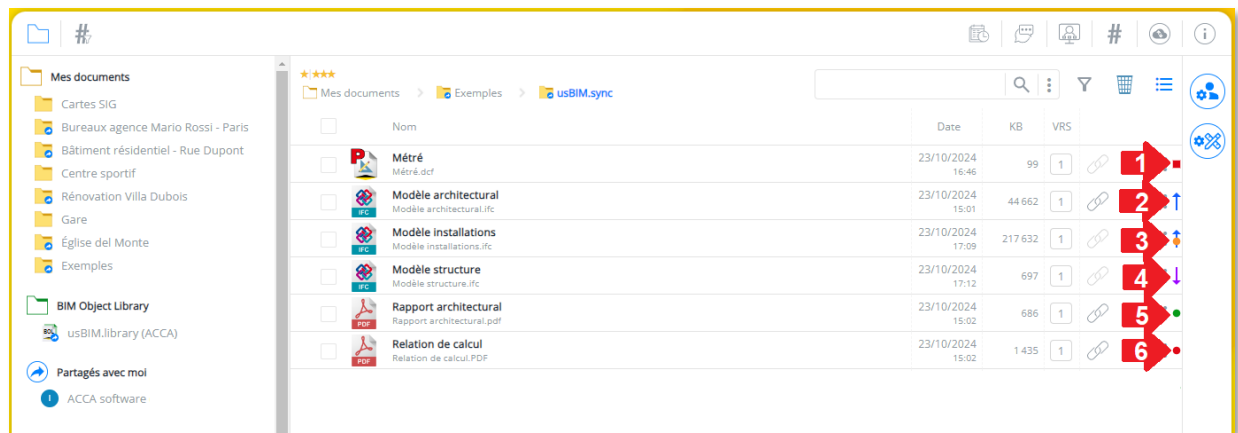 Mes documents
Cartes SIG
Bureaux agence Mario Rossi - Paris
Bâtiment résidentiel - Rue Dupont
Centre sportif
Rénovation Villa Dubois
Gare
Église del Monte
Exemples
BIM Object Library
BOL
usBIM.library (ACCA)
Partagés avec moi
I
ACCA software
Mes documents > Exemples > usBIM.sync
Nom Date KB VRS
Métré 23/10/2024 99 1 1
Métré.dcf 16:46
Modèle architectural 23/10/2024 44 662 1 2
IFC Modèle architectural.ifc 15:01
Modèle installations 23/10/2024 217 632 1 3
IFC Modèle installations.ifc 17:09
Modèle structure 23/10/2024 697 1 4
IFC Modèle structure.ifc 17:12
Rapport architectural 23/10/2024 686 1 5
PDF Rapport architectural.pdf 15:02
Relation de calcul 23/10/2024 1 435 1 6
PDF Relation de calcul.PDF 15:02